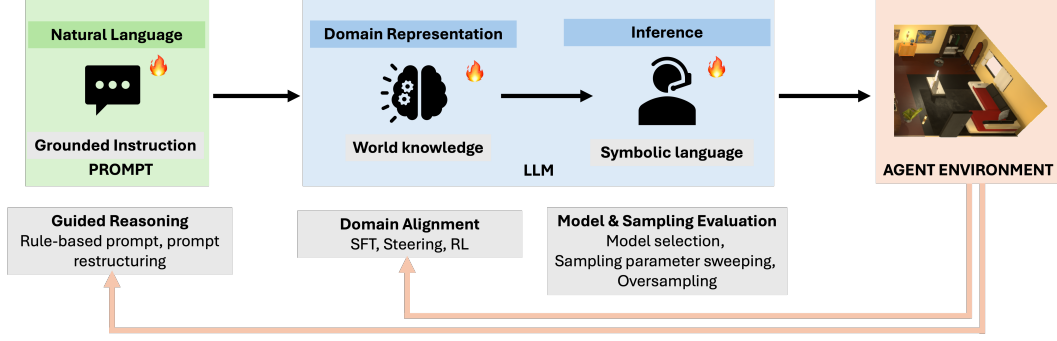 Natural Language
Grounded Instruction
PROMPT
Domain Representation
World knowledge
Inference
Symbolic language
LLM
AGENT ENVIRONMENT
Guided Reasoning
Rule-based prompt, prompt
restructuring
Domain Alignment
SFT, Steering, RL
Model & Sampling Evaluation
Model selection,
Sampling parameter sweeping,
Oversampling